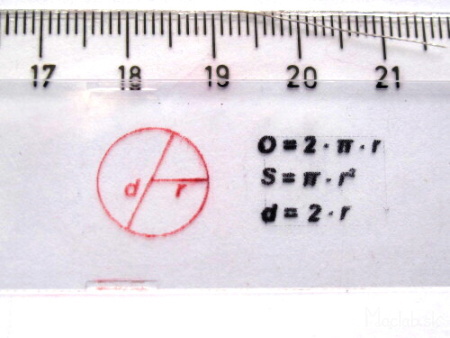 17 18 19 20 21
O = 2 · π · r
d r
S = π · r²
d = 2 · r